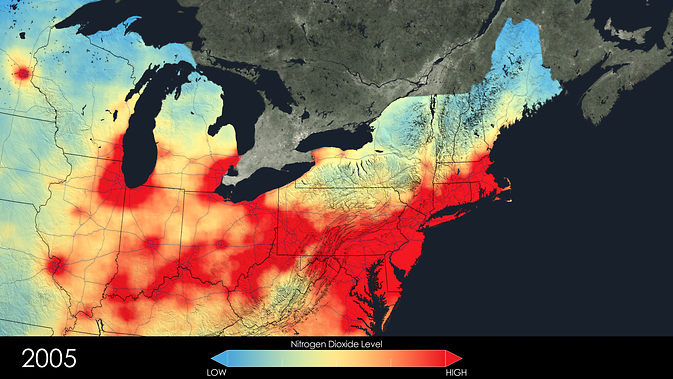 2005
Nitrogen Dioxide Level
LOW
HIGH